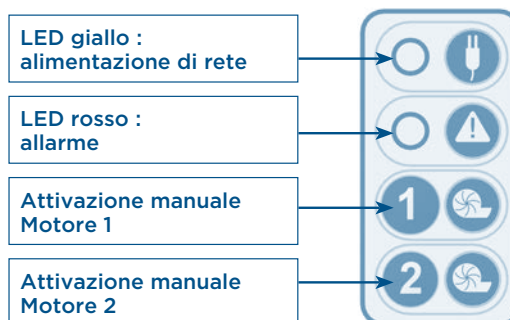 LED giallo :
alimentazione di rete
LED rosso :
allarme
Attivazione manuale
Motore 1
1
Attivazione manuale
Motore 2
2